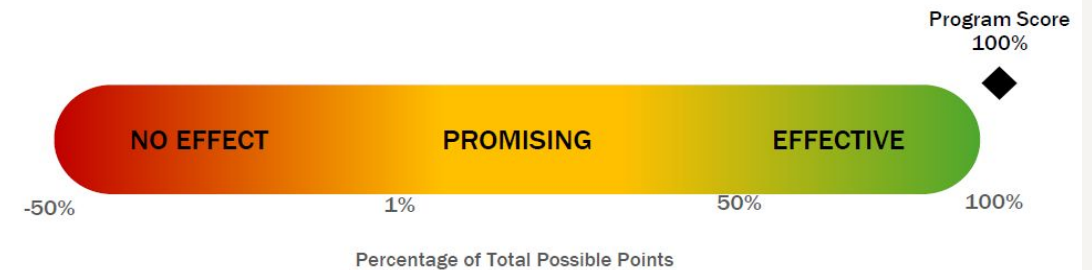 Program Score
100%
NO EFFECT PROMISING EFFECTIVE
-50% 1% 50% 100%
Percentage of Total Possible Points